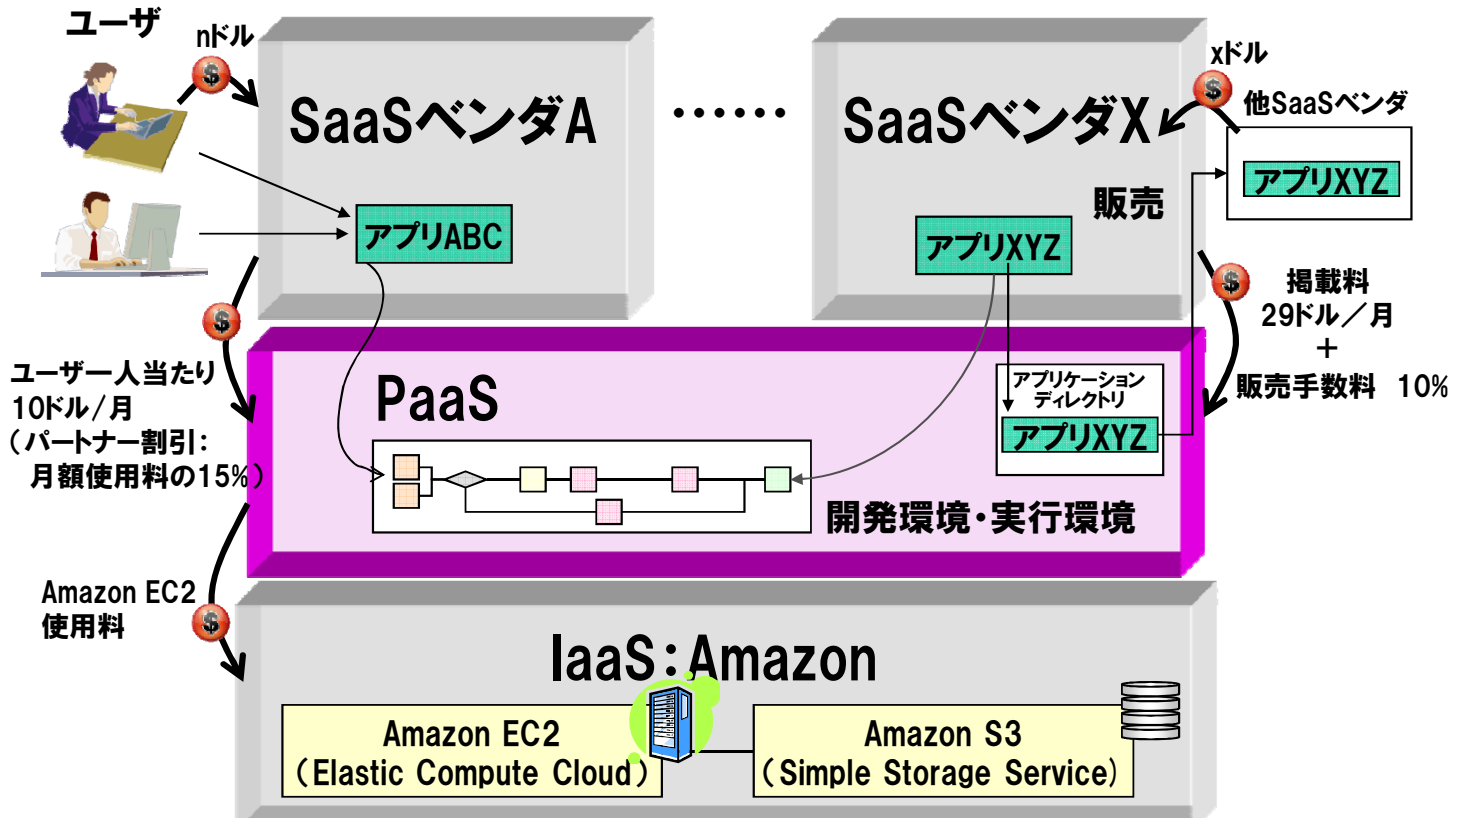 ユーザ
nドル
SaaSベンダA
……
SaaSベンダX
xドル
他SaaSベンダ
アプリXYZ
販売
アプリABC
アプリXYZ
掲載料
29ドル／月
＋
販売手数料　10%
ユーザー人当たり
10ドル/月
（パートナー割引：
月額使用料の15%）
PaaS
アプリケーション
ディレクトリ
アプリXYZ
開発環境・実行環境
Amazon EC2
使用料
IaaS：Amazon
Amazon EC2
（Elastic Compute Cloud）
Amazon S3
（Simple Storage Service）
$
$
$
$
$